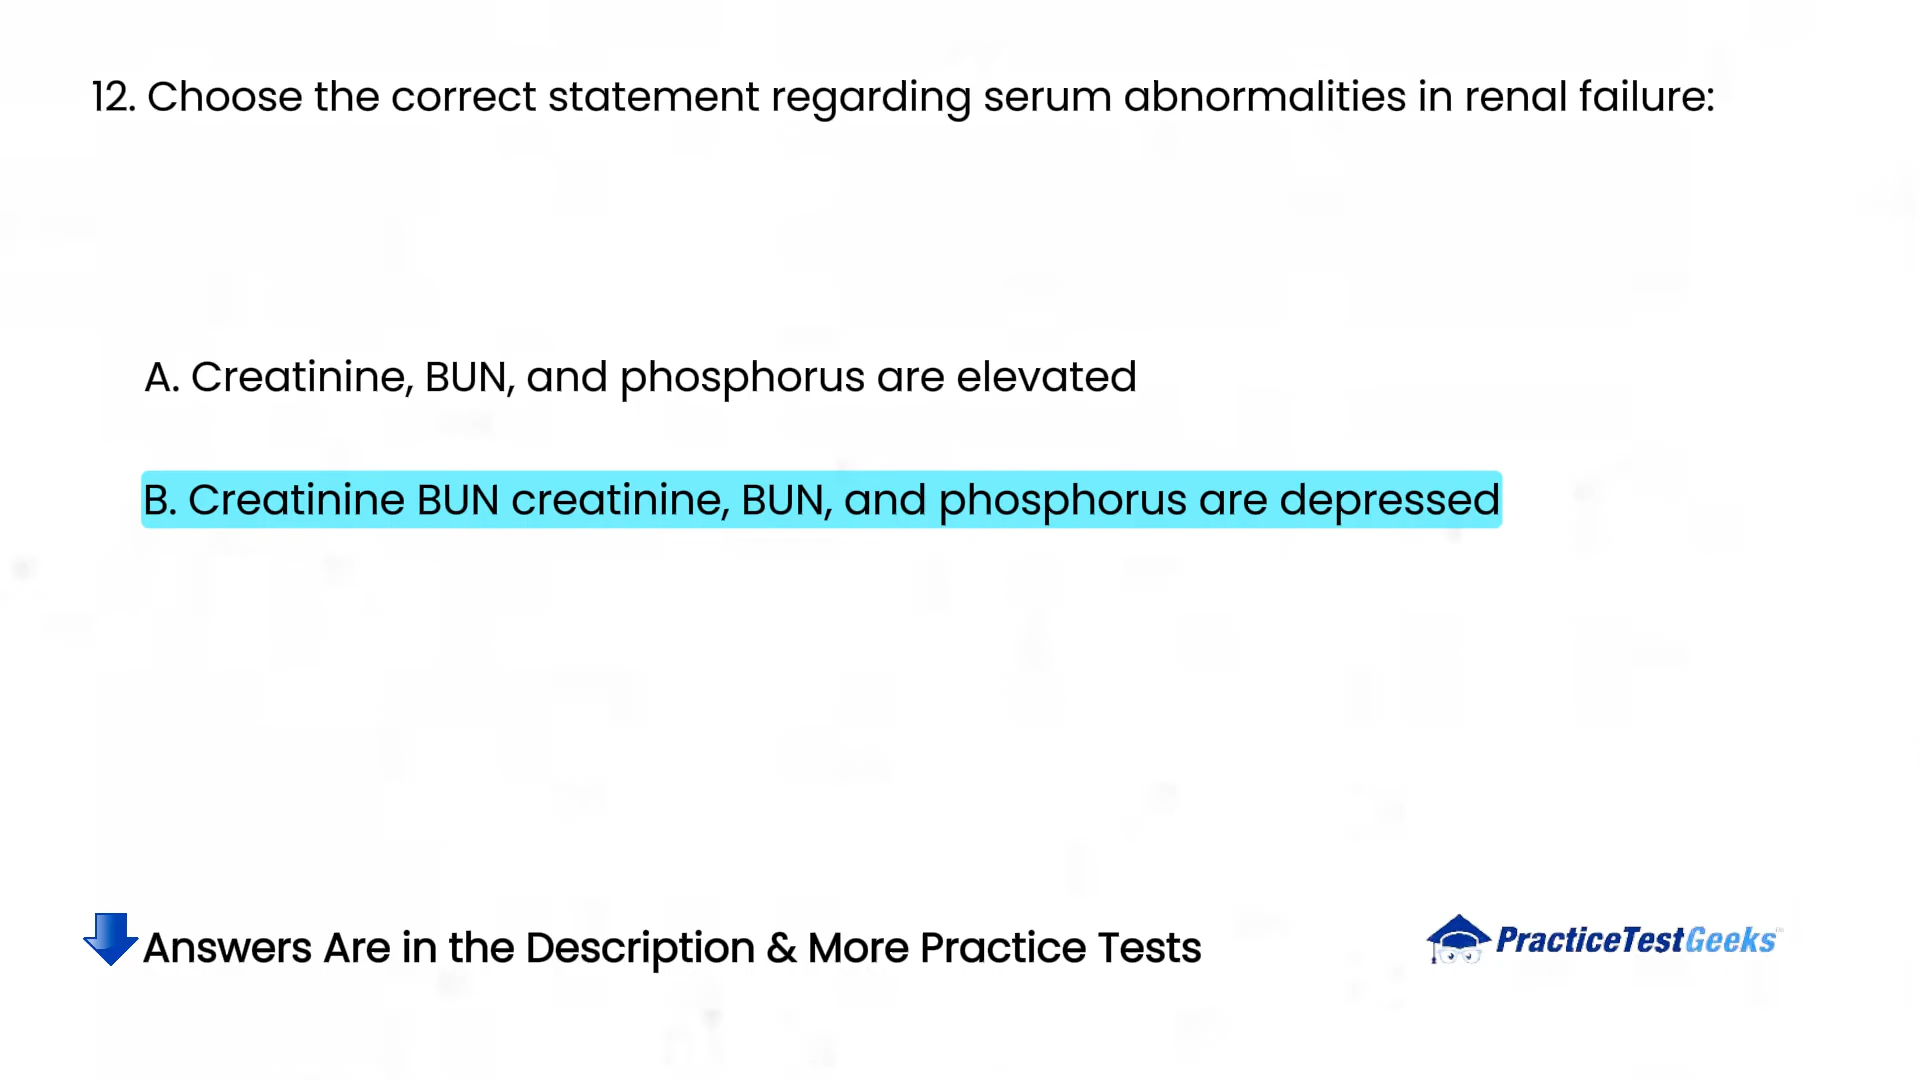 12. Choose the correct statement regarding serum abnormalities in renal failure:
A. Creatinine, BUN, and phosphorus are elevated
B. Creatinine BUN creatinine, BUN, and phosphorus are depressed
Answers Are in the Description & More Practice Tests
PracticeTestGeeks